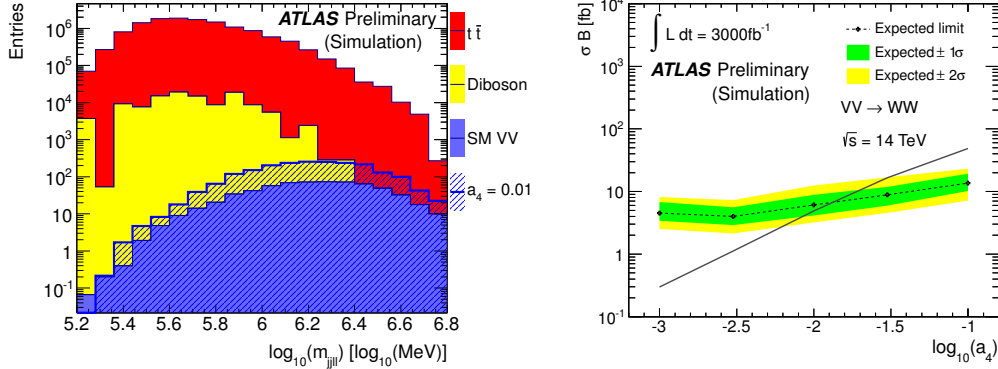 Entries
10^6
10^5
10^4
10^3
10^2
10
1
10^-1
ATLAS Preliminary
(Simulation)
t t̄
Diboson
SM VV
a_4 = 0.01
5.2 5.4 5.6 5.8 6 6.2 6.4 6.6 6.8
log_10(m_jjll) [log_10(MeV)]
σ B [fb]
10^4
10^3
10^2
10
1
10^-1
∫ L dt = 3000fb^-1
ATLAS Preliminary
(Simulation)
Expected limit
Expected ± 1σ
Expected ± 2σ
VV → WW
√s = 14 TeV
-3 -2.5 -2 -1.5 -1
log_10(a_4)